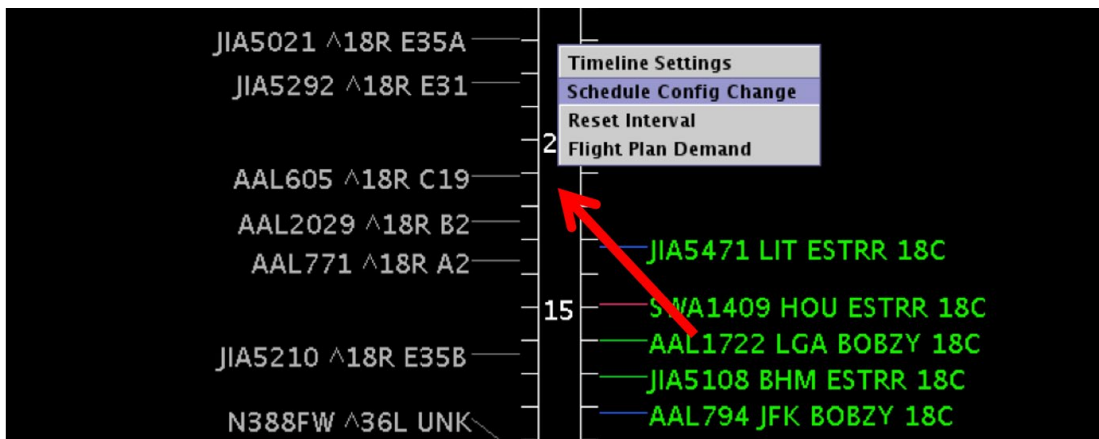 JIA5021 ^18R E35A
JIA5292 ^18R E31
AAL605 ^18R C19
AAL2029 ^18R B2
AAL771 ^18R A2
JIA5210 ^18R E35B
N388FW ^36L UNK
2
15
Timeline Settings
Schedule Config Change
Reset Interval
Flight Plan Demand
JIA5471 LIT ESTRR 18C
SWA1409 HOU ESTRR 18C
AAL1722 LGA BOBZY 18C
JIA5108 BHM ESTRR 18C
AAL794 JFK BOBZY 18C